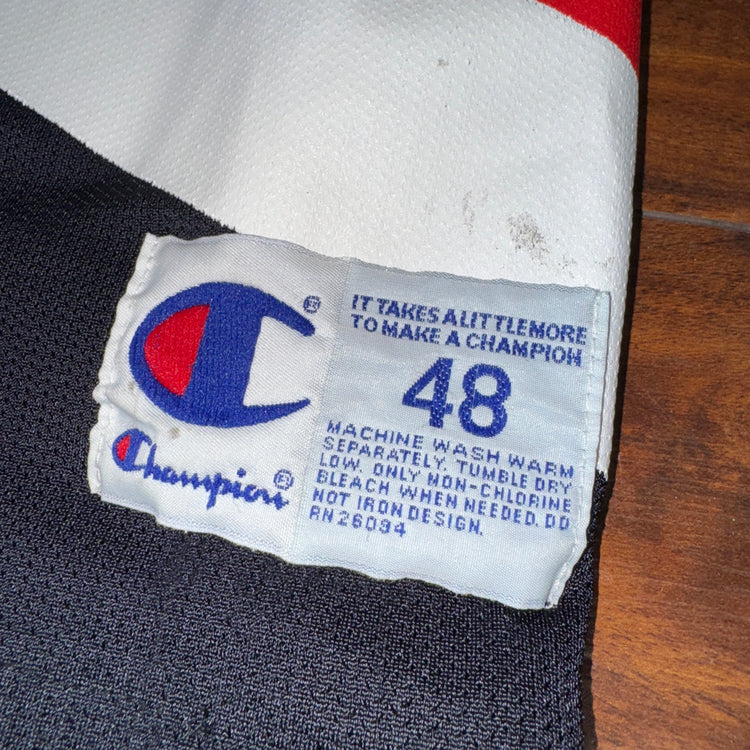 IT TAKES A LITTLE MORE
TO MAKE A CHAMPION
48
MACHINE WASH WARM
SEPARATELY. TUMBLE DRY
LOW. ONLY NON-CHLORINE
BLEACH WHEN NEEDED. DO
NOT IRON DESIGN.
RN 26094
Champion®
®